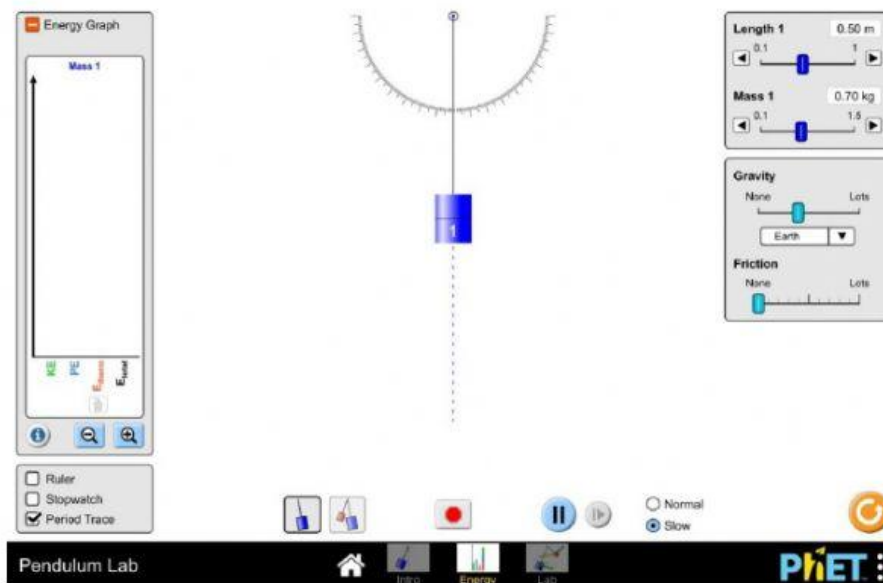 Energy Graph
Mass 1
KE
PE
Etherm
Etotal
Ruler
Stopwatch
Period Trace
1
Length 1 0.50 m
0.1 1
Mass 1 0.70 kg
0.1 1.5
Gravity
None Lots
Earth
Friction
None Lots
Normal
Slow
Pendulum Lab
Intro
Energy
Lab
PhET